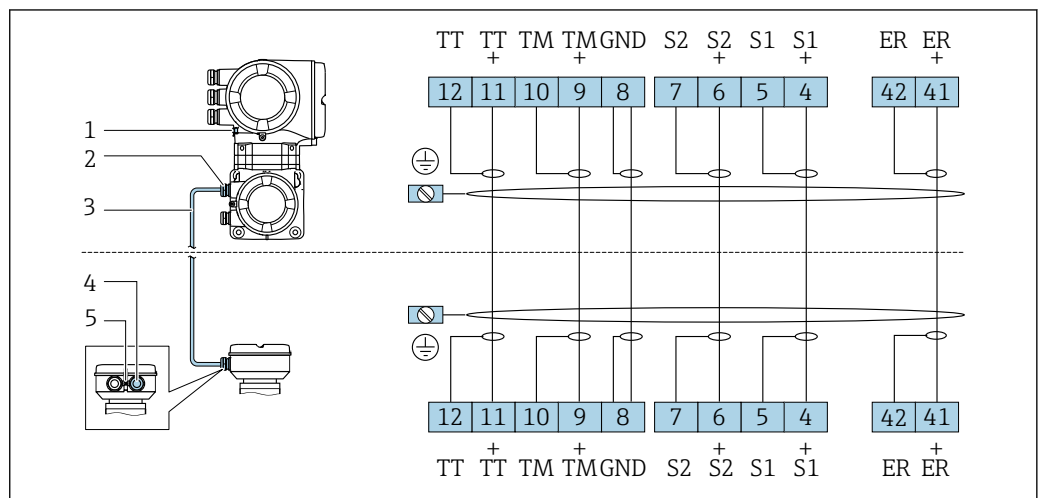 TT TT TM TM GND S2 S2 S1 S1 ER ER
+ + + + +
12 11 10 9 8 7 6 5 4 42 41
1
2
3
4
5
12 11 10 9 8 7 6 5 4 42 41
+ + + + +
TT TT TM TM GND S2 S2 S1 S1 ER ER